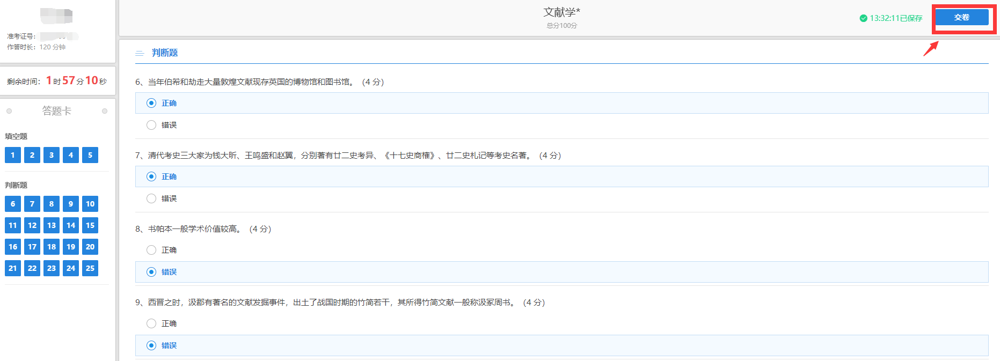 准考证号：
作答时长：120 分钟
剩余时间：1时57分10秒
答题卡
填空题
1 2 3 4 5
判断题
6 7 8 9 10
11 12 13 14 15
16 17 18 19 20
21 22 23 24 25
文献学*
总分100分
13:32:11已保存
交卷
判断题
6、当年伯希和劫走大量敦煌文献现存英国的博物馆和图书馆。（4 分）
正确
错误
7、清代考史三大家为钱大昕、王鸣盛和赵翼，分别著有廿二史考异、《十七史商榷》、廿二史札记等考史名著。（4 分）
正确
错误
8、书帕本一般学术价值较高。（4 分）
正确
错误
9、西晋之时，汲郡有著名的文献发掘事件，出土了战国时期的竹简若干，其所得竹简文献一般称汲冢周书。（4 分）
正确
错误